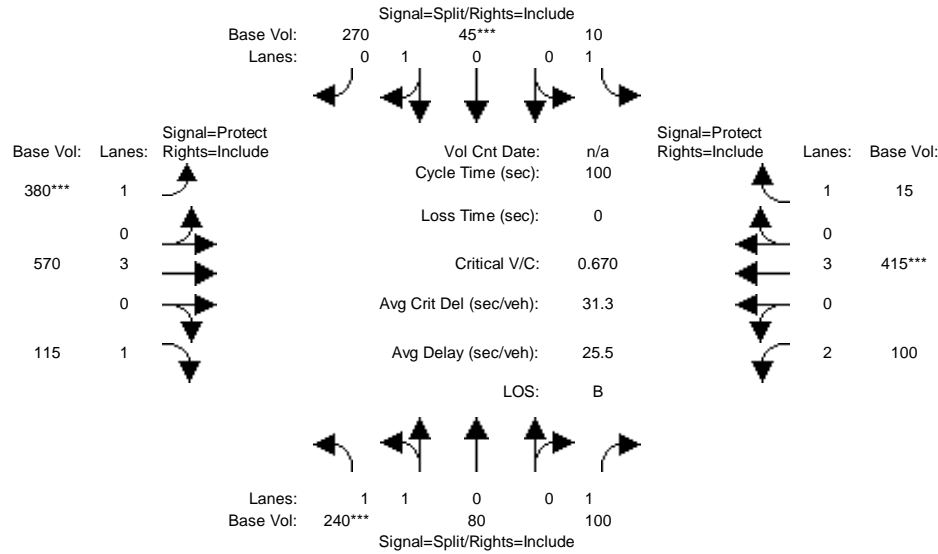 Signal=Split/Rights=Include
Base Vol: 270 45*** 10
Lanes: 0 1 0 0 1
Signal=Protect
Base Vol: Lanes: Rights=Include
380*** 1
0
570 3
0
115 1
Vol Cnt Date: n/a
Cycle Time (sec): 100
Loss Time (sec): 0
Critical V/C: 0.670
Avg Crit Del (sec/veh): 31.3
Avg Delay (sec/veh): 25.5
LOS: B
Signal=Protect
Rights=Include Lanes: Base Vol:
1 15
0
3 415***
0
2 100
Lanes: 1 1 0 0 1
Base Vol: 240*** 80 100
Signal=Split/Rights=Include